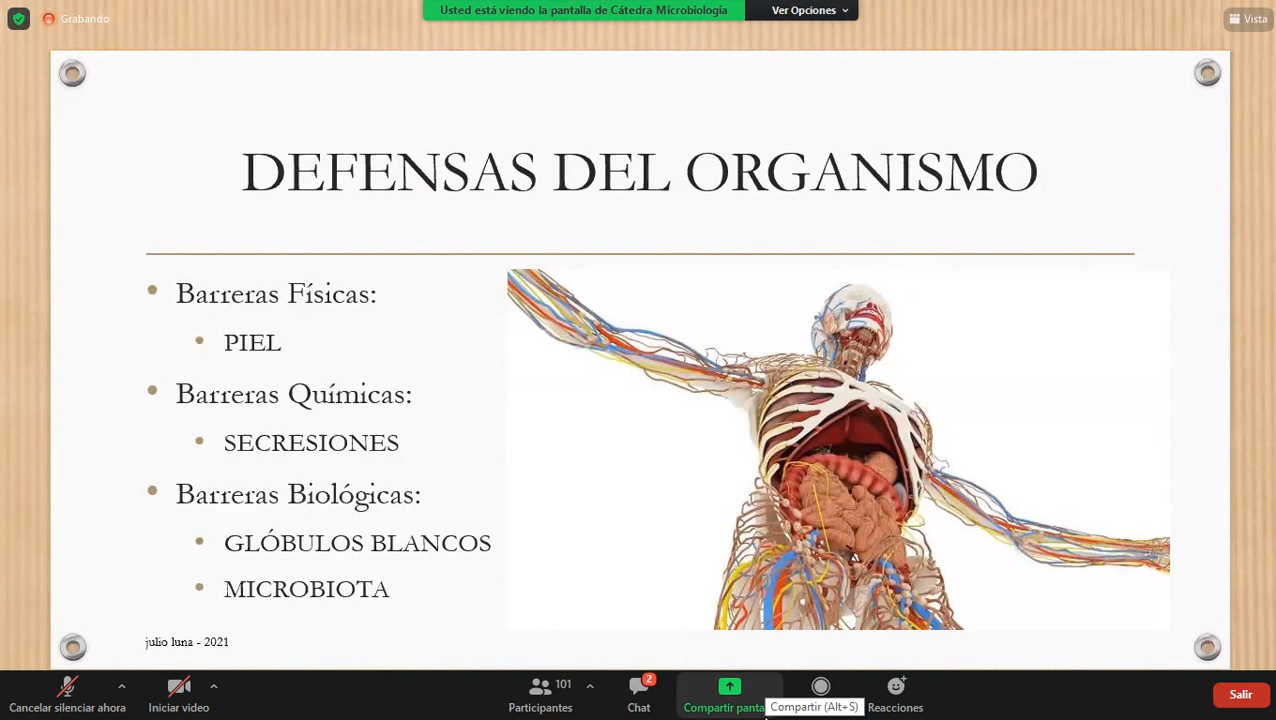 Grabando
Usted está viendo la pantalla de Cátedra Microbiología
Ver Opciones
Vista
DEFENSAS DEL ORGANISMO
Barreras Físicas:
PIEL
Barreras Químicas:
SECRESIONES
Barreras Biológicas:
GLÓBULOS BLANCOS
MICROBIOTA
julio luna - 2021
101
2
Cancelar silenciar ahora
Iniciar video
Participantes
Chat
Compartir
Compartir (Alt+S)
Reacciones
Salir